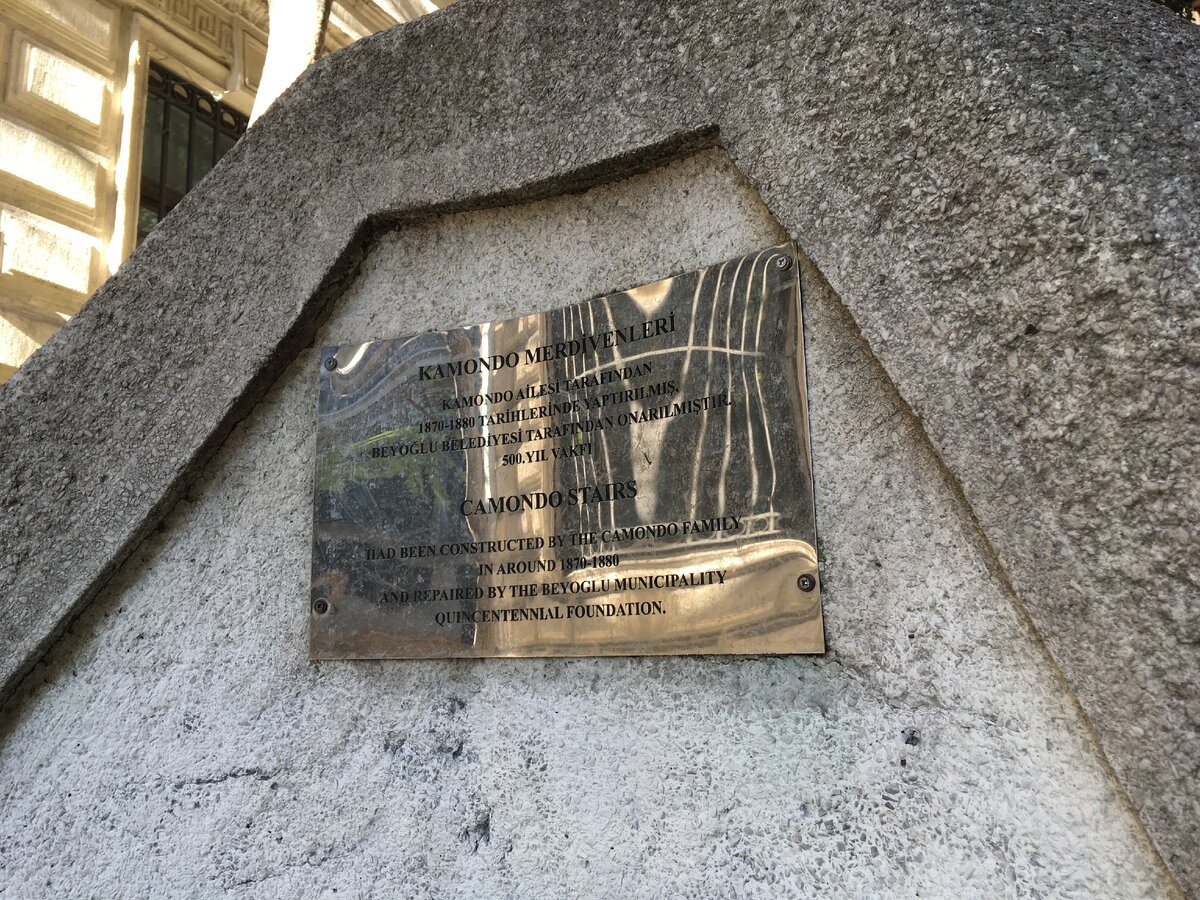 KAMONDO MERDİVENLERİ
KAMONDO AİLESİ TARAFINDAN
1870-1880 TARİHLERİNDE YAPTIRILMIŞ,
BEYOĞLU BELEDİYESİ TARAFINDAN ONARILMIŞTIR.
500.YIL VAKFI
CAMONDO STAIRS
HAD BEEN CONSTRUCTED BY THE CAMONDO FAMILY
IN AROUND 1870-1880
AND REPAIRED BY THE BEYOGLU MUNICIPALITY
QUINCENTENNIAL FOUNDATION.